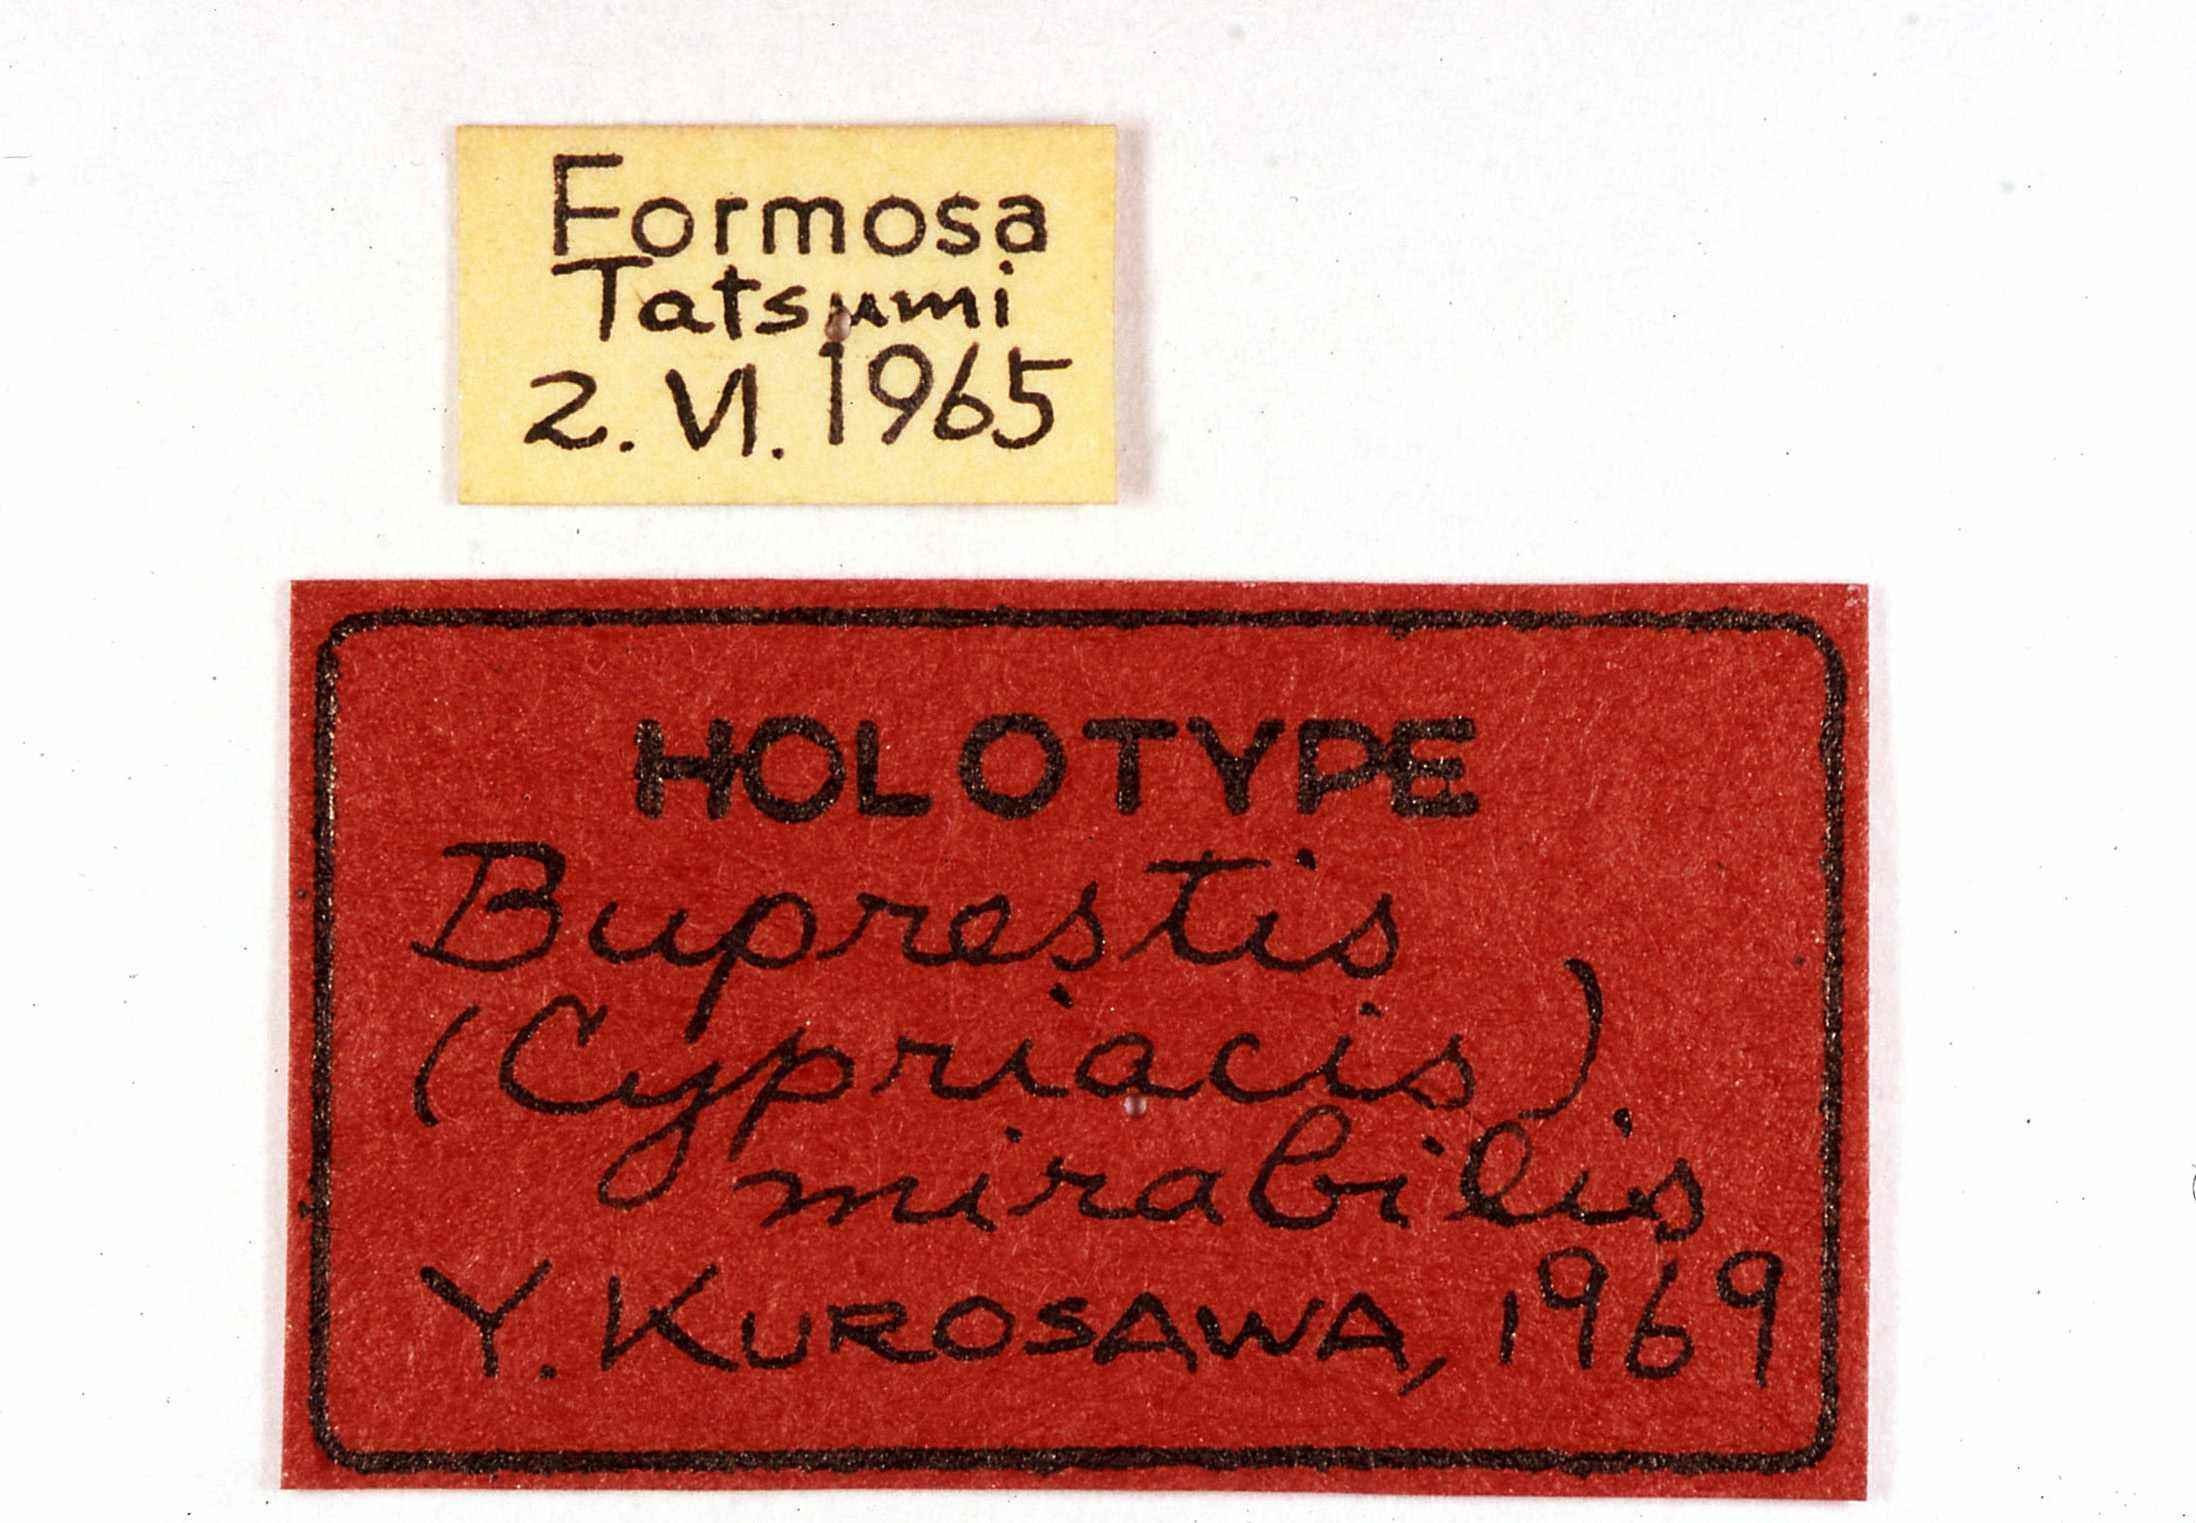 Formosa
Tatsumi
2. VI. 1965
HOLOTYPE
Buprestis
(Cypriacis)
mirabilis
Y. KUROSAWA, 1969